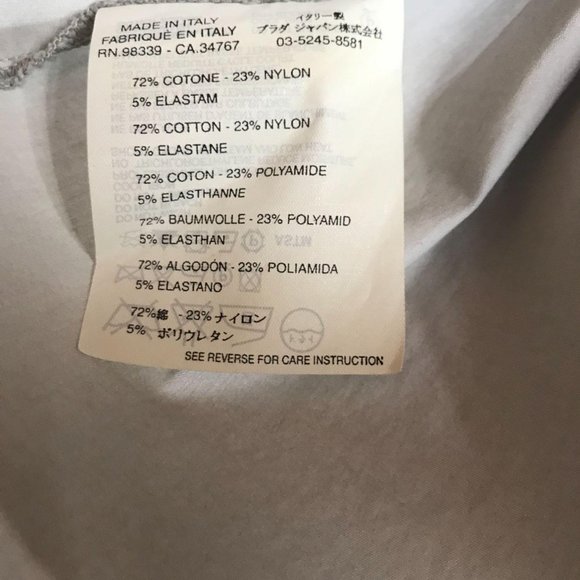 MADE IN ITALY
FABRIQUÉ EN ITALY
RN.98339 - CA.34767
イタリー製
プラダ ジャパン株式会社
03-5245-8581
72% COTONE - 23% NYLON
5% ELASTAM
72% COTTON - 23% NYLON
5% ELASTANE
72% COTON - 23% POLYAMIDE
5% ELASTHANNE
72% BAUMWOLLE - 23% POLYAMID
5% ELASTHAN
72% ALGODÓN - 23% POLIAMIDA
5% ELASTANO
72% 綿 - 23% ナイロン
5% ポリウレタン
SEE REVERSE FOR CARE INSTRUCTION